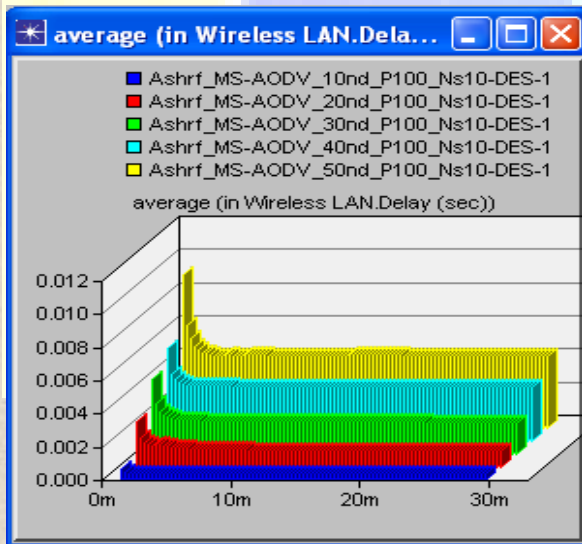 average (in Wireless LAN.Dela...
Ashrf_MS-AODV_10nd_P100_Ns10-DES-1
Ashrf_MS-AODV_20nd_P100_Ns10-DES-1
Ashrf_MS-AODV_30nd_P100_Ns10-DES-1
Ashrf_MS-AODV_40nd_P100_Ns10-DES-1
Ashrf_MS-AODV_50nd_P100_Ns10-DES-1
average (in Wireless LAN.Delay (sec))
0.012
0.010
0.008
0.006
0.004
0.002
0.000
0m 10m 20m 30m